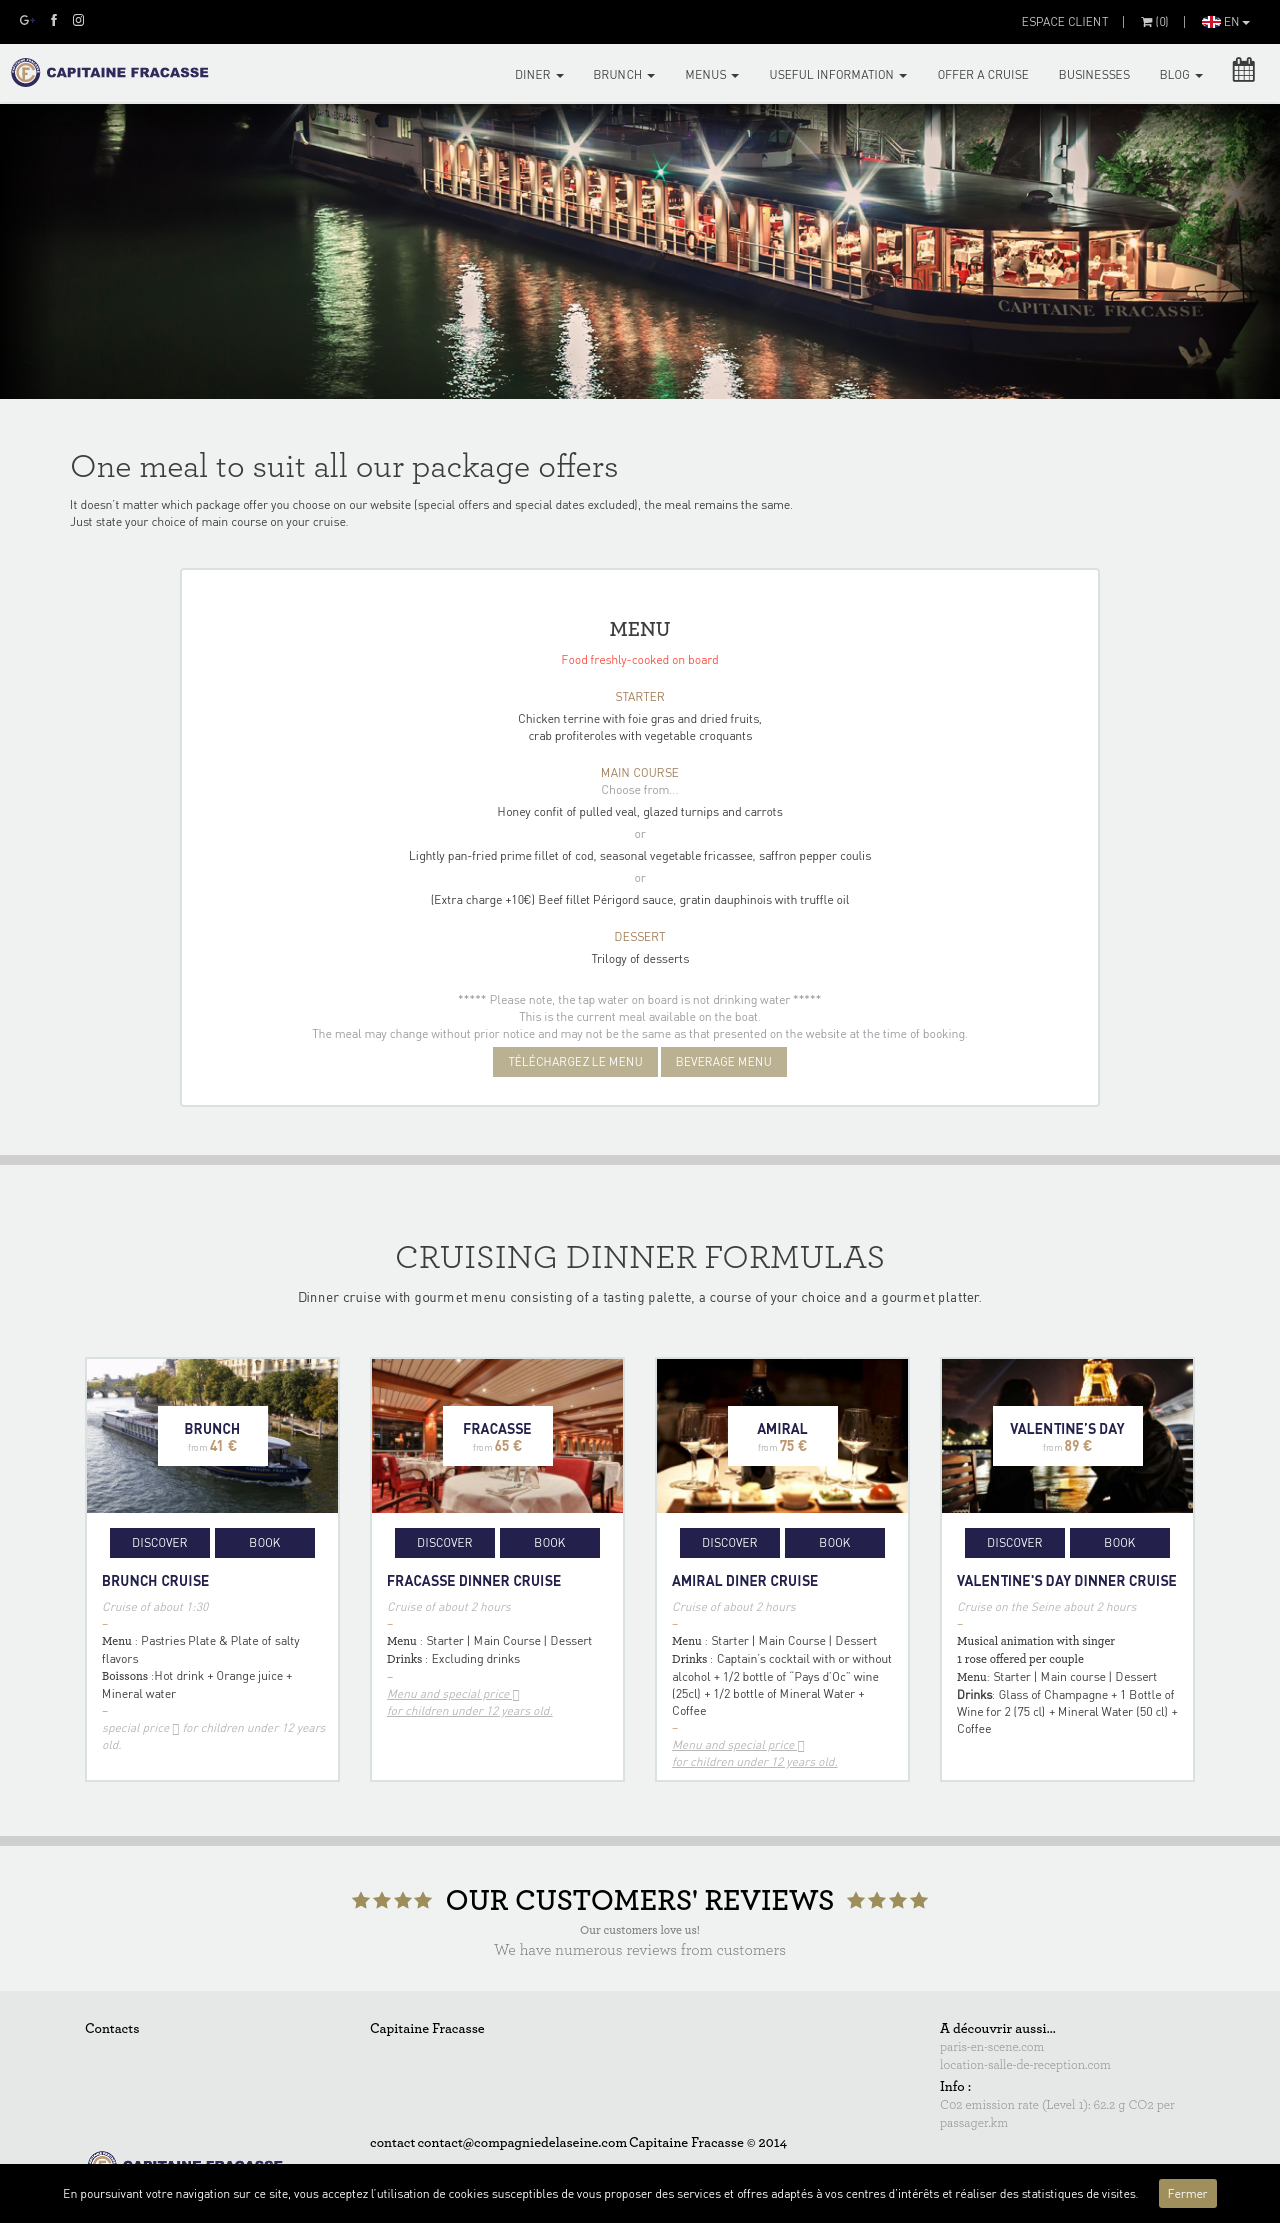 G+
ESPACE CLIENT | (0) | EN
CAPITAINE FRACASSE
DINER BRUNCH MENUS USEFUL INFORMATION OFFER A CRUISE BUSINESSES BLOG
CAPITAINE FRACASSE
One meal to suit all our package offers
It doesn't matter which package offer you choose on our website (special offers and special dates excluded), the meal remains the same.
Just state your choice of main course on your cruise.
MENU
Food freshly-cooked on board
STARTER
Chicken terrine with foie gras and dried fruits,
crab profiteroles with vegetable croquants
MAIN COURSE
Choose from...
Honey confit of pulled veal, glazed turnips and carrots
or
Lightly pan-fried prime fillet of cod, seasonal vegetable fricassee, saffron pepper coulis
or
(Extra charge +10€) Beef fillet Périgord sauce, gratin dauphinois with truffle oil
DESSERT
Trilogy of desserts
***** Please note, the tap water on board is not drinking water *****
This is the current meal available on the boat.
The meal may change without prior notice and may not be the same as that presented on the website at the time of booking.
TÉLÉCHARGEZ LE MENU BEVERAGE MENU
CRUISING DINNER FORMULAS
Dinner cruise with gourmet menu consisting of a tasting palette, a course of your choice and a gourmet platter.
BRUNCH
from 41 €
DISCOVER BOOK
BRUNCH CRUISE
Cruise of about 1:30
–
Menu : Pastries Plate & Plate of salty
flavors
Boissons :Hot drink + Orange juice +
Mineral water
–
special price for children under 12 years
old.
FRACASSE
from 65 €
DISCOVER BOOK
FRACASSE DINNER CRUISE
Cruise of about 2 hours
–
Menu : Starter | Main Course | Dessert
Drinks : Excluding drinks
–
Menu and special price
for children under 12 years old.
AMIRAL
from 75 €
DISCOVER BOOK
AMIRAL DINER CRUISE
Cruise of about 2 hours
–
Menu : Starter | Main Course | Dessert
Drinks : Captain's cocktail with or without
alcohol + 1/2 bottle of "Pays d'Oc" wine
(25cl) + 1/2 bottle of Mineral Water +
Coffee
–
Menu and special price
for children under 12 years old.
VALENTINE'S DAY
from 89 €
DISCOVER BOOK
VALENTINE'S DAY DINNER CRUISE
Cruise on the Seine about 2 hours
–
Musical animation with singer
1 rose offered per couple
Menu: Starter | Main course | Dessert
Drinks: Glass of Champagne + 1 Bottle of
Wine for 2 (75 cl) + Mineral Water (50 cl) +
Coffee
OUR CUSTOMERS' REVIEWS
Our customers love us!
We have numerous reviews from customers
Contacts
Capitaine Fracasse
contact contact@compagniedelaseine.com Capitaine Fracasse © 2014
A découvrir aussi...
paris-en-scene.com
location-salle-de-reception.com
Info :
C02 emission rate (Level 1): 62.2 g CO2 per
passager.km
CAPITAINE FRACASSE
En poursuivant votre navigation sur ce site, vous acceptez l'utilisation de cookies susceptibles de vous proposer des services et offres adaptés à vos centres d'intérêts et réaliser des statistiques de visites. Fermer